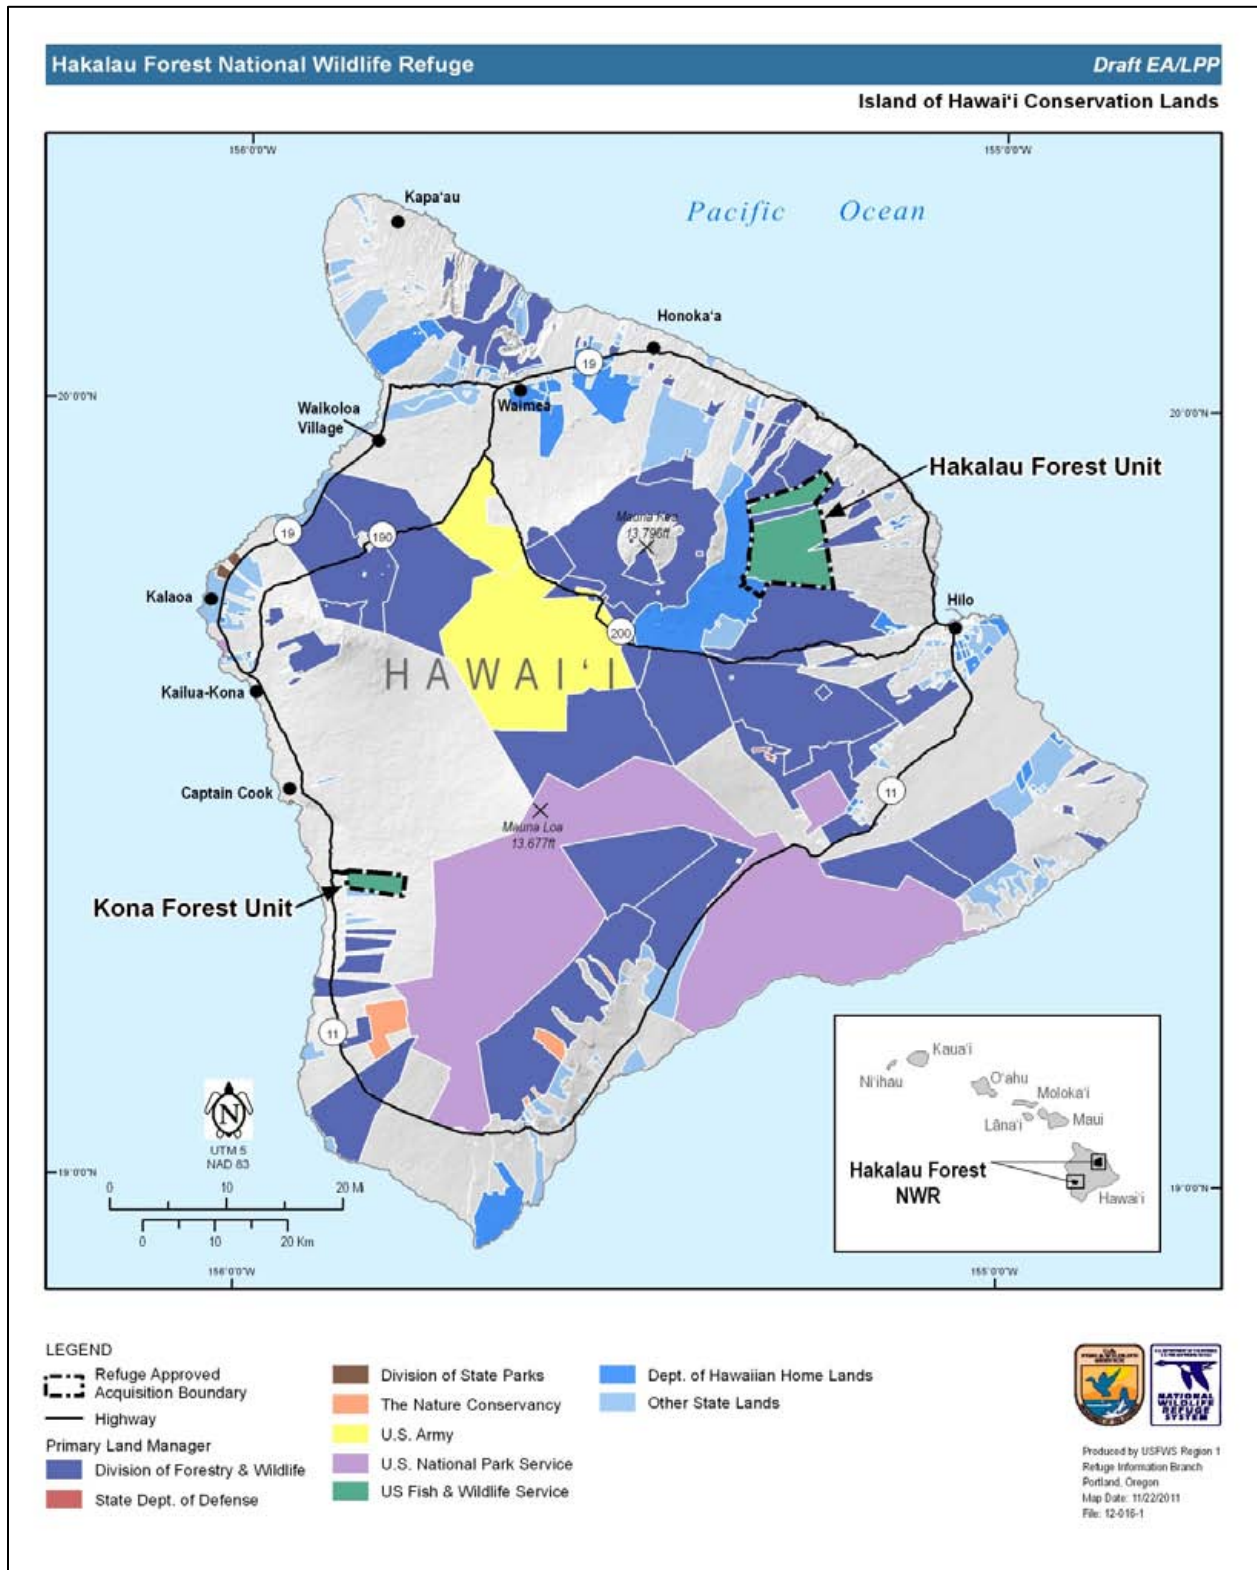 Hakalau Forest National Wildlife Refuge
Draft EA/LPP
Island of Hawai‘i Conservation Lands
156°0'0"W
155°0'0"W
Kapa‘au
Pacific Ocean
Honoka‘a
19
20°0'0"N
Waimea
20°0'0"N
Waikoloa
Village
Hakalau Forest Unit
Mauna Kea
13,796ft
19
190
Kalaoa
Hilo
200
HAWAI‘I
Kailua-Kona
Captain Cook
11
Mauna Loa
13,677ft
Kona Forest Unit
11
Kaua‘i
Ni‘ihau
O‘ahu
Moloka‘i
Lāna‘i
Maui
Hakalau Forest
NWR
Hawai‘i
N
UTM 5
NAD 83
19°0'0"N
19°0'0"N
0 10 20 Mi
0 10 20 Km
156°0'0"W
155°0'0"W
LEGEND
Refuge Approved
Acquisition Boundary
Highway
Primary Land Manager
Division of Forestry & Wildlife
State Dept. of Defense
Division of State Parks
The Nature Conservancy
U.S. Army
U.S. National Park Service
US Fish & Wildlife Service
Dept. of Hawaiian Home Lands
Other State Lands
U.S.
FISH & WILDLIFE
SERVICE
NATIONAL
WILDLIFE
REFUGE
SYSTEM
Produced by USFWS Region 1
Refuge Information Branch
Portland, Oregon
Map Date: 11/22/2011
File: 12-016-1